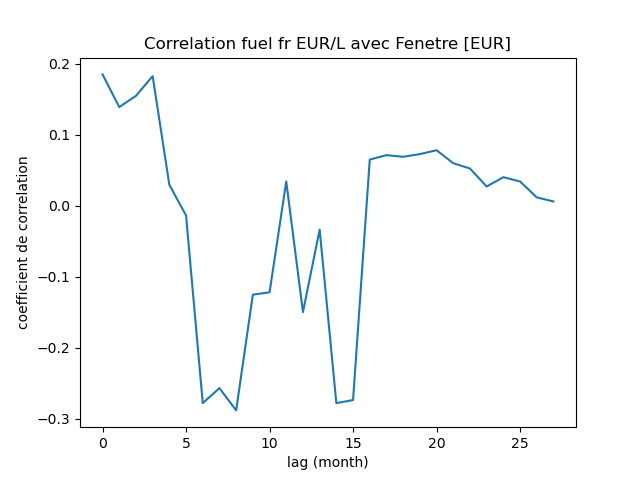 Correlation fuel fr EUR/L avec Fenetre [EUR]
coefficient de correlation
0.2
0.1
0.0
−0.1
−0.2
−0.3
0 5 10 15 20 25
lag (month)